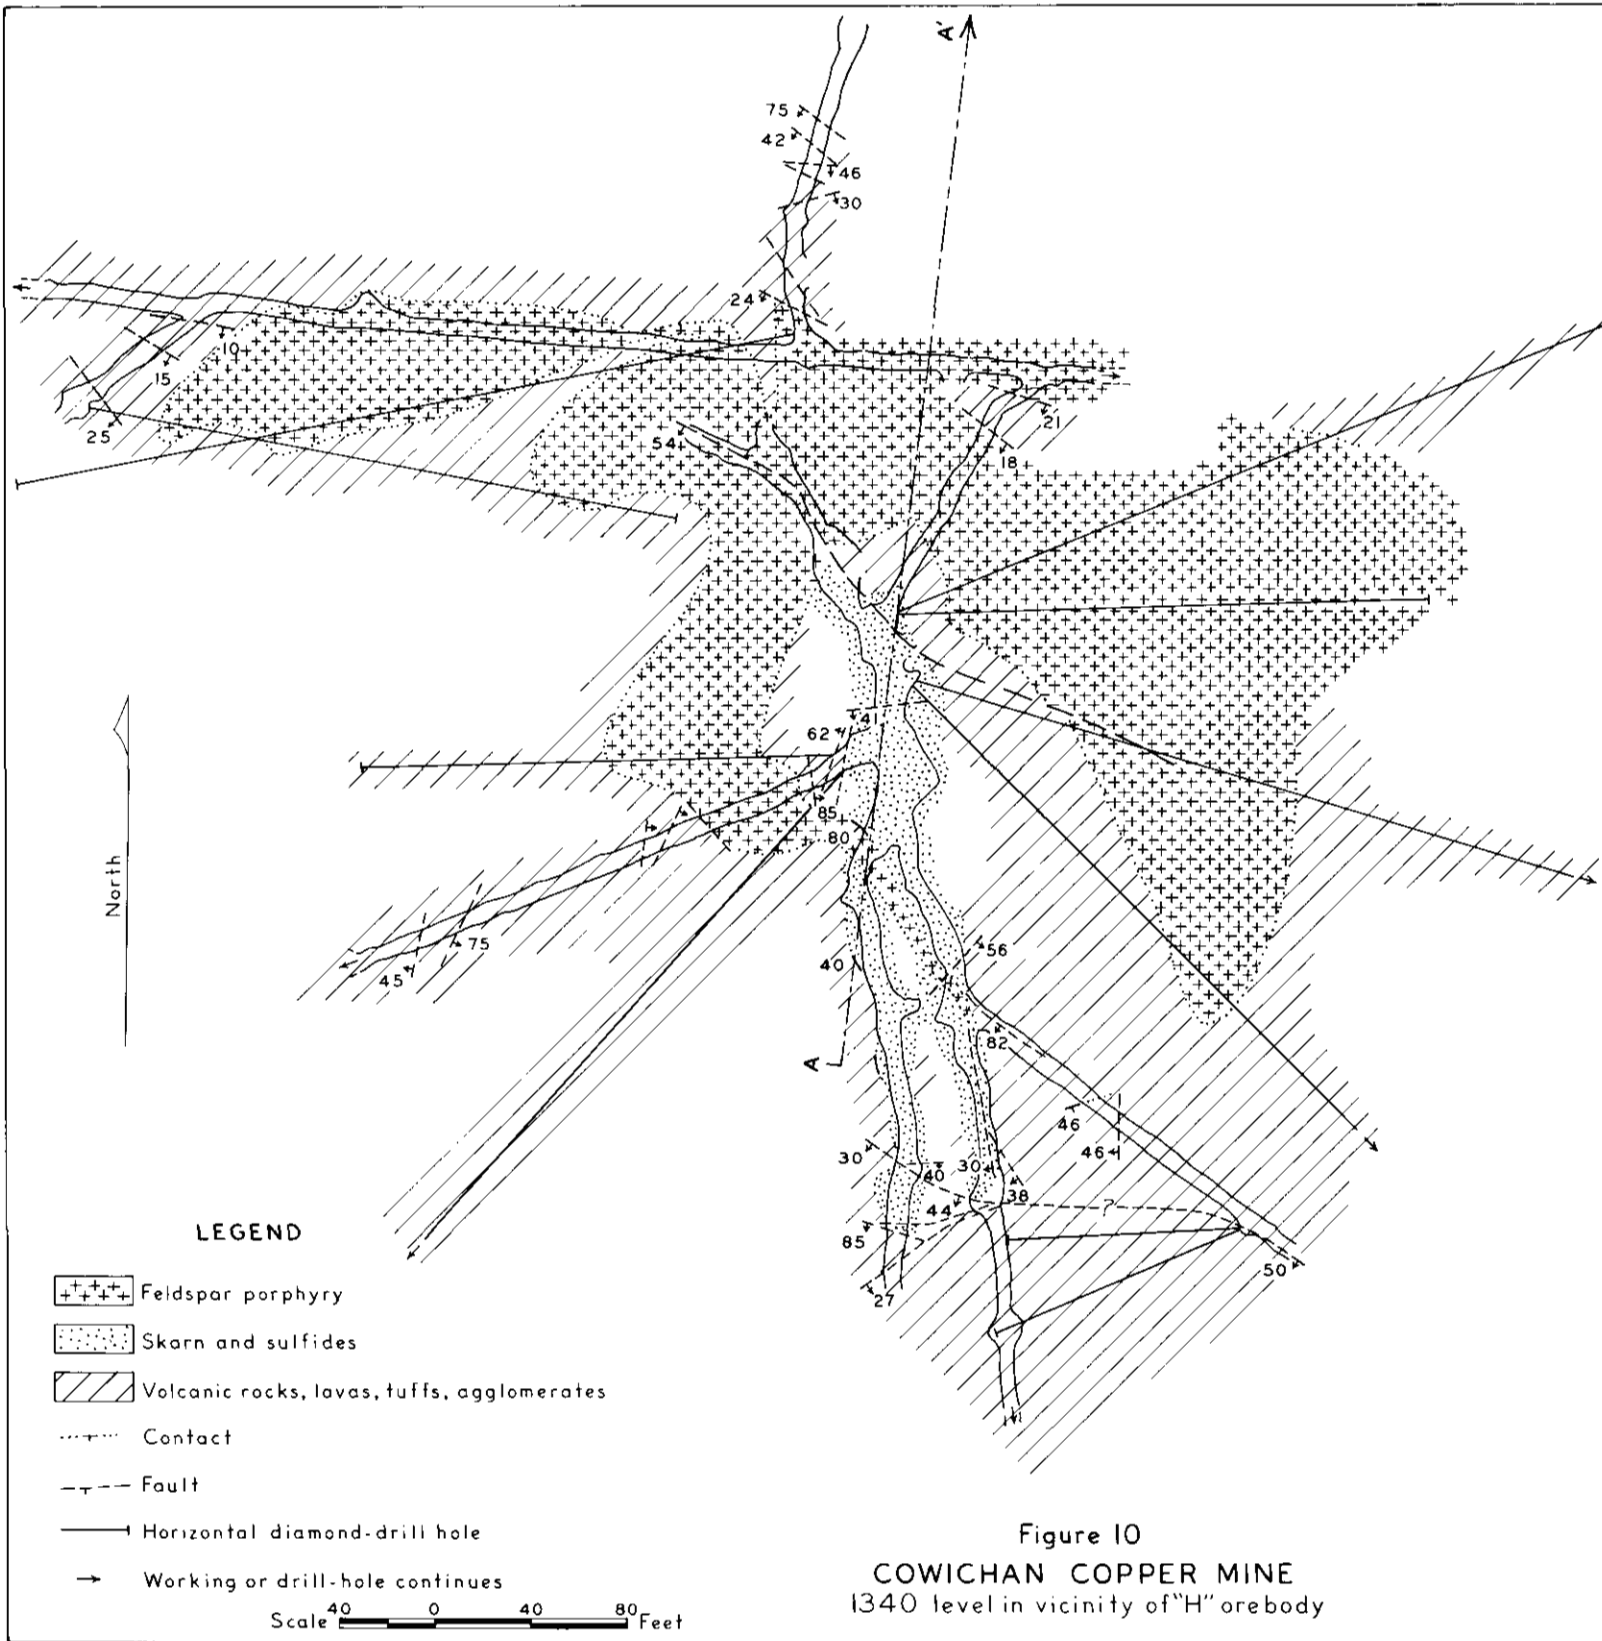 A'
75
42
46
30
24
10
15
25
54
21
18
41
62
85
80
North
75
45
40
56
A
82
46
46
30
40
30
38
44
?
85
27
50
LEGEND
Feldspar porphyry
Skarn and sulfides
Volcanic rocks, lavas, tuffs, agglomerates
Contact
Fault
Horizontal diamond-drill hole
Working or drill-hole continues
Scale 40 0 40 80 Feet
Figure 10
COWICHAN COPPER MINE
1340 level in vicinity of "H" orebody